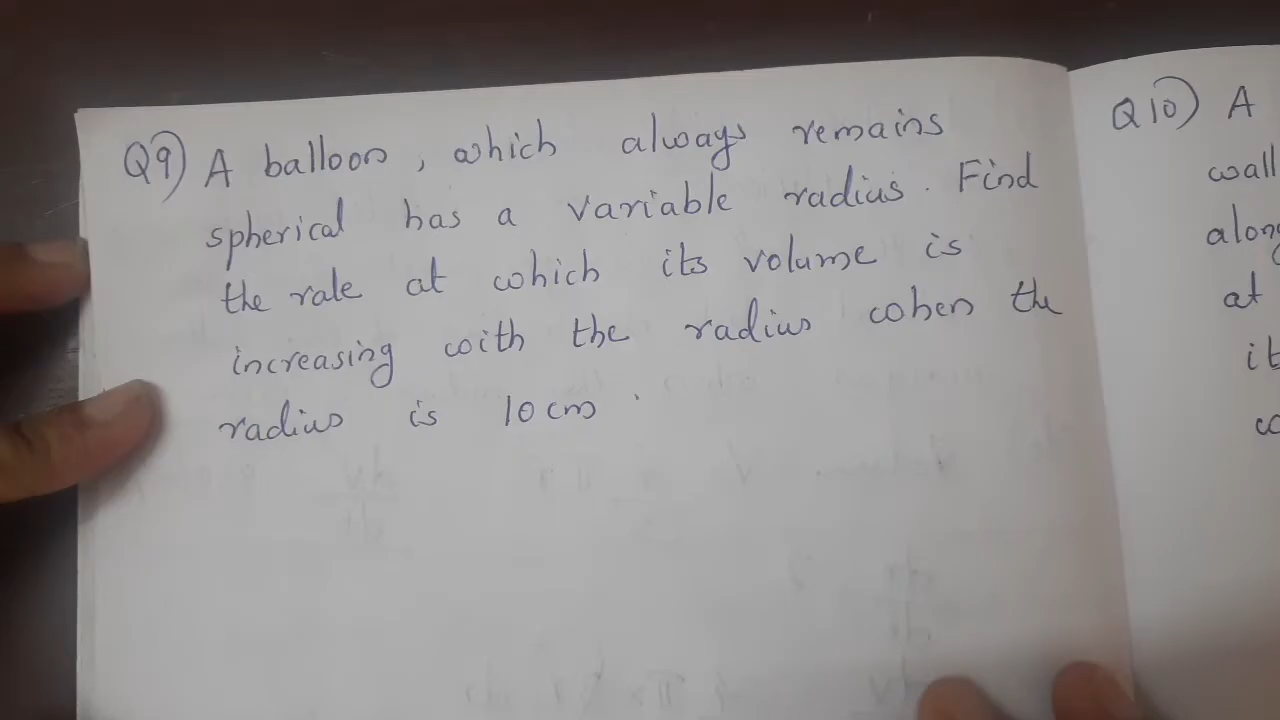 Q9) A balloon, which always remains
spherical has a variable radius. Find
the rate at which its volume is
increasing with the radius when the
radius is 10cm.
Q10) A
wall
along
at
it